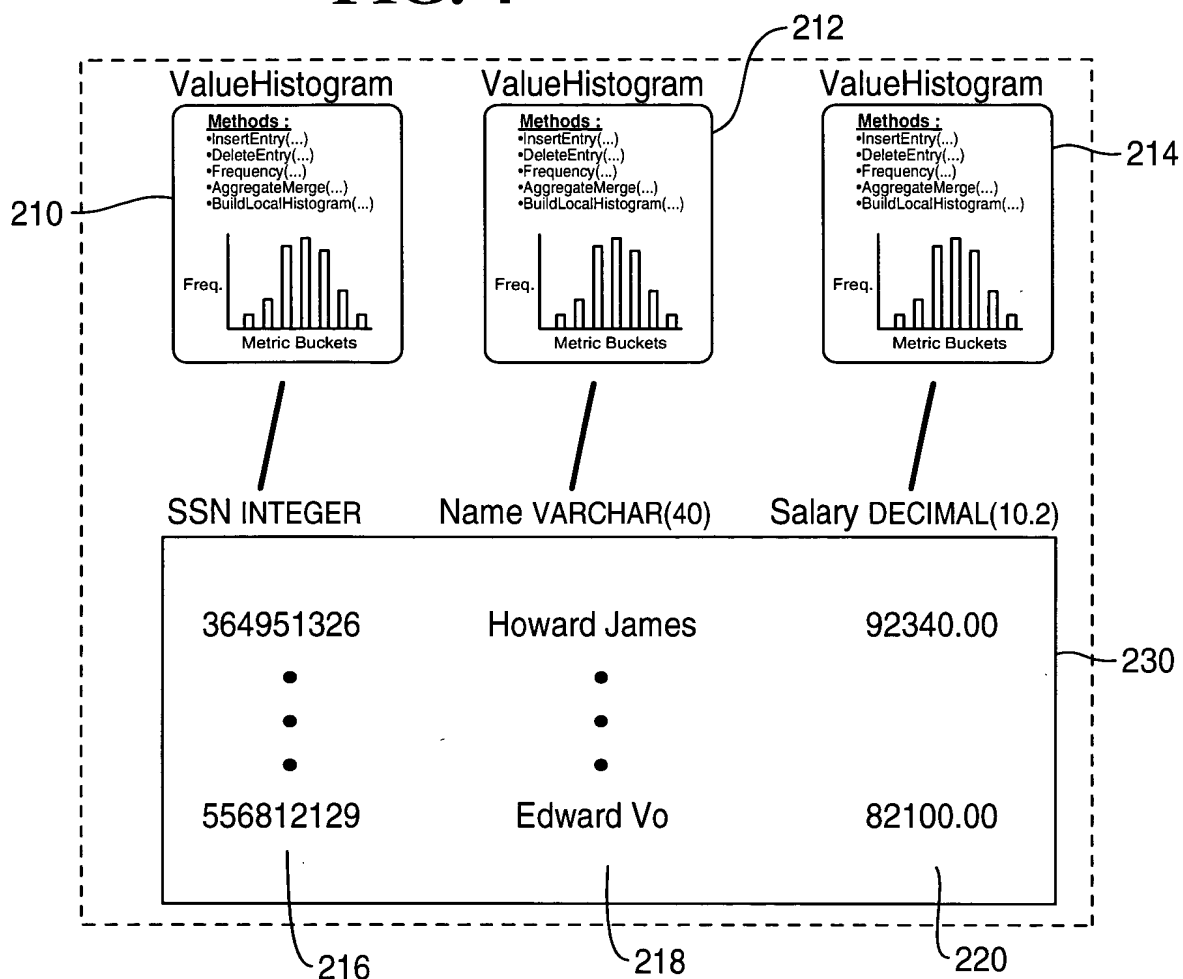 212
ValueHistogram ValueHistogram ValueHistogram
Methods :
•InsertEntry(...)
•DeleteEntry(...)
•Frequency(...)
•AggregateMerge(...)
•BuildLocalHistogram(...)
Freq.
Metric Buckets
Methods :
•InsertEntry(...)
•DeleteEntry(...)
•Frequency(...)
•AggregateMerge(...)
•BuildLocalHistogram(...)
Freq.
Metric Buckets
Methods :
•InsertEntry(...)
•DeleteEntry(...)
•Frequency(...)
•AggregateMerge(...)
•BuildLocalHistogram(...)
Freq.
Metric Buckets
210
214
SSN INTEGER Name VARCHAR(40) Salary DECIMAL(10.2)
364951326 Howard James 92340.00
230
556812129 Edward Vo 82100.00
216 218 220